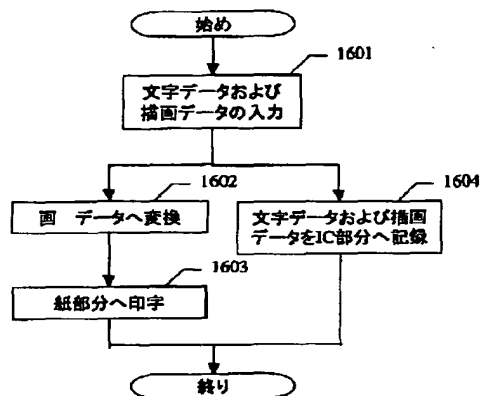 始め
1601
文字データおよび
描画データの入力
1602
画 データへ変換
1604
文字データおよび描画
データをIC部分へ記録
1603
紙部分へ印字
終り